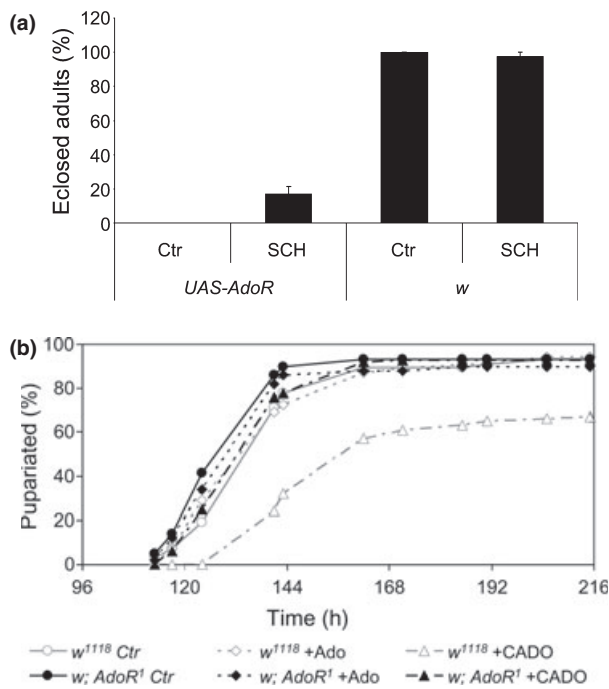 (a)
120
100
80
60
40
20
0
Eclosed adults (%)
Ctr SCH Ctr SCH
UAS-AdoR w
(b)
100
80
60
40
20
0
Pupariated (%)
96 120 144 168 192 216
Time (h)
w1118 Ctr w1118 +Ado w1118 +CADO
w; AdoR1 Ctr w; AdoR1 +Ado w; AdoR1 +CADO